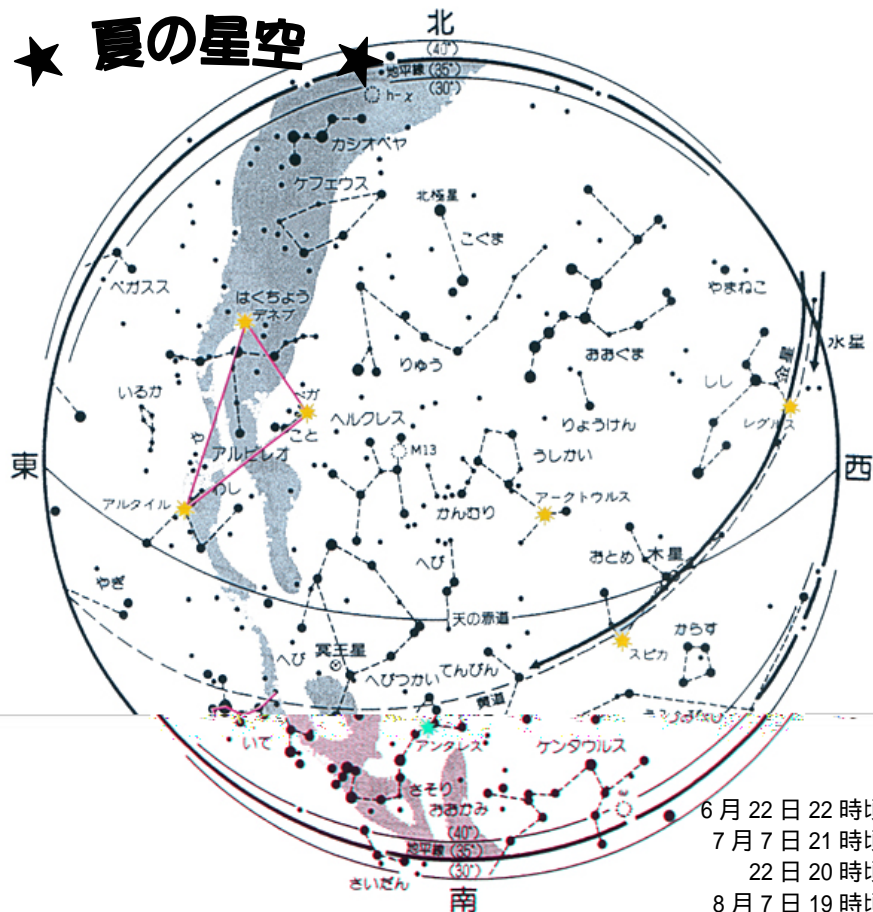 ★ 夏の星空 ★
北
(40°)
地平線(35°)
(30°)
h-χ
カシオペヤ
ケフェウス
北極星
こぐま
ペガスス
やまねこ
はくちょう
デネブ
水星
りゅう
おおぐま
金星
しし
いるか
ベガ
こと
ヘルクレス
りょうけん
レグルス
や
アルビレオ
M13
うしかい
東
西
わし
アルタイル
かんむり
アークトウルス
へび
おとめ
木星
やぎ
天の赤道
へび
冥王星
スピカ
からす
へびつかい
てんびん
黄道
いて
アンタレス
ケンタウルス
さそり
おおかみ
ε
(40°)
地平線(35°)
(30°)
さいだん
南
6月22日22時頃
7月7日21時頃
22日20時頃
8月7日19時頃